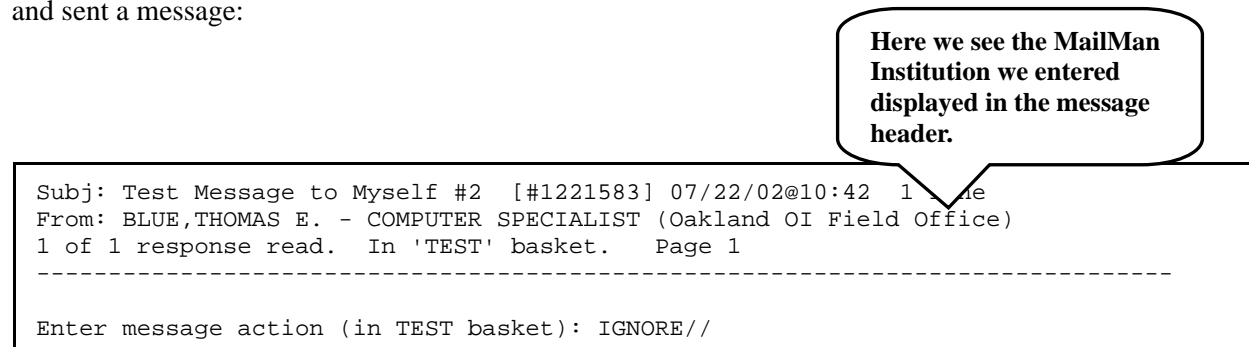 and sent a message:
Here we see the MailMan
Institution we entered
displayed in the message
header.
Subj: Test Message to Myself #2  [#1221583] 07/22/02@10:42  1
From: BLUE,THOMAS E. - COMPUTER SPECIALIST (Oakland OI Field Office)
1 of 1 response read.  In 'TEST' basket.   Page 1
-------------------------------------------------------------------------------
Enter message action (in TEST basket): IGNORE//